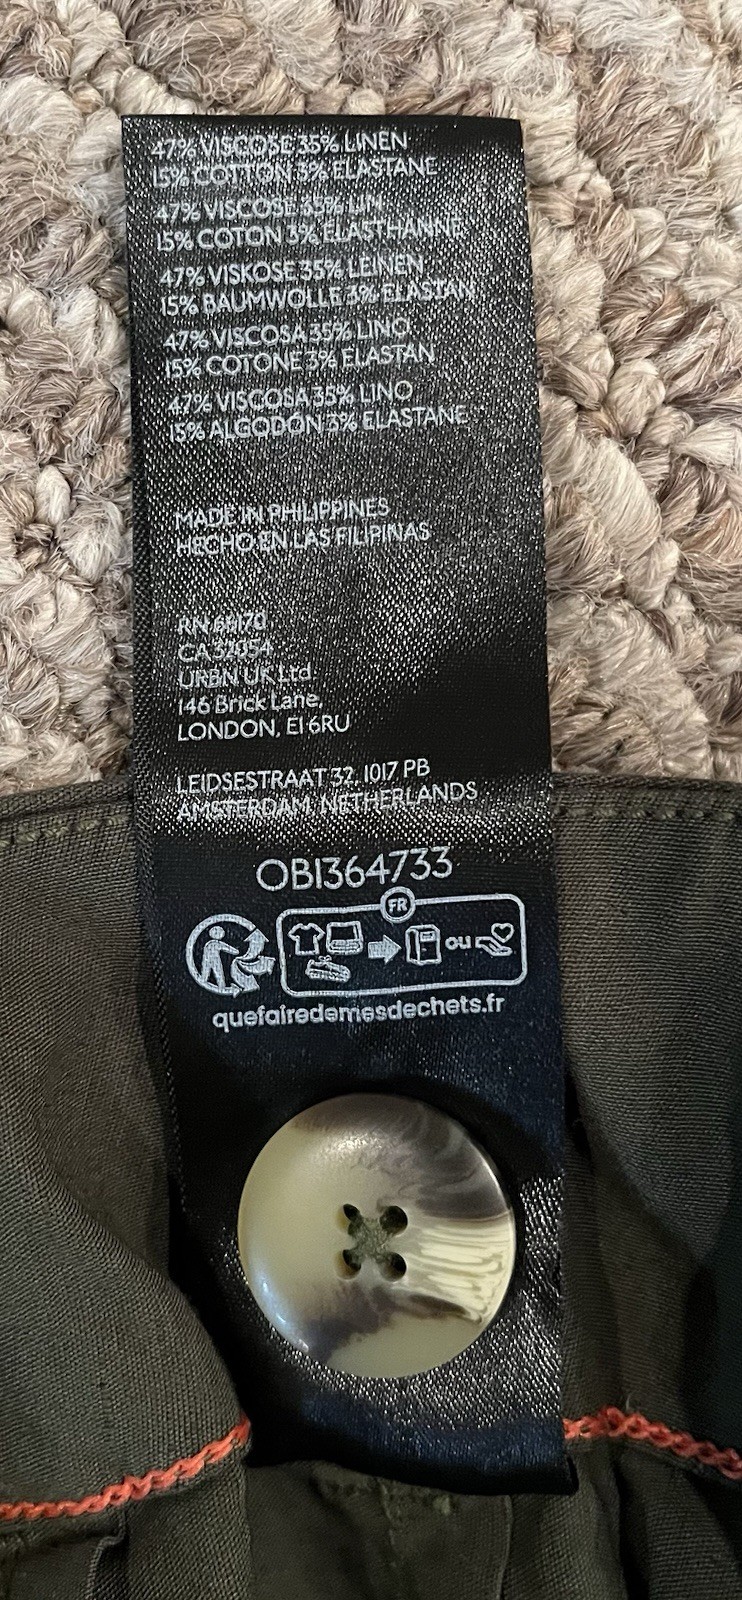 47% VISCOSE 35% LINEN
15% COTTON 3% ELASTANE
47% VISCOSE 35% LIN
15% COTON 3% ÉLASTHANNE
47% VISKOSE 35% LEINEN
15% BAUMWOLLE 3% ELASTAN
47% VISCOSA 35% LINO
15% COTONE 3% ELASTAN
47% VISCOSA 35% LINO
15% ALGODÓN 3% ELASTANE
MADE IN PHILIPPINES
HECHO EN LAS FILIPINAS
RN 66170
CA 32054
URBN UK Ltd
146 Brick Lane,
LONDON, E1 6RU
LEIDSESTRAAT 32, 1017 PB
AMSTERDAM, NETHERLANDS
OB1364733
FR
ou
quefairedemesdechets.fr